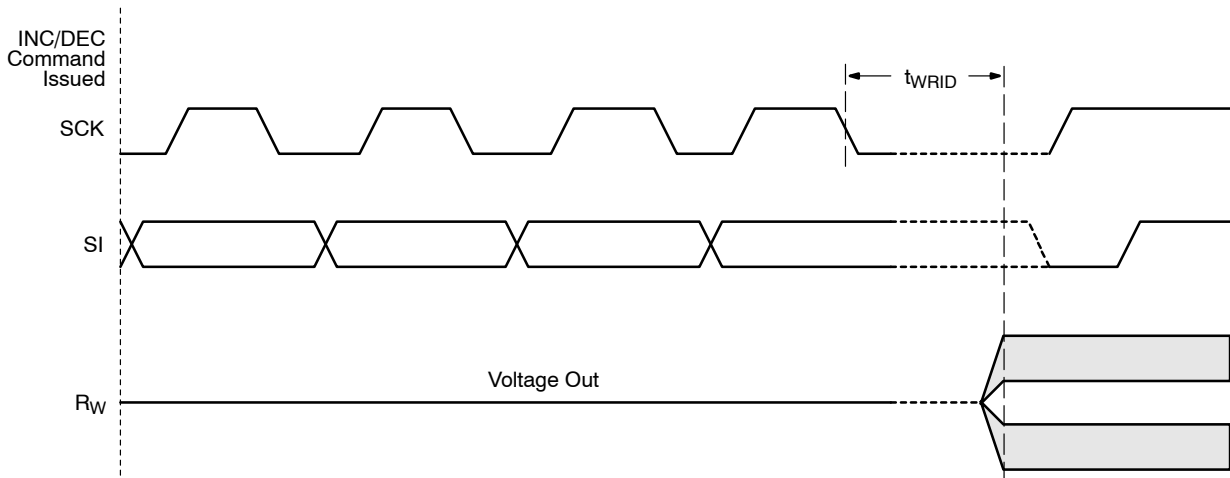 INC/DEC
Command
Issued
tWRID
SCK
SI
Voltage Out
RW